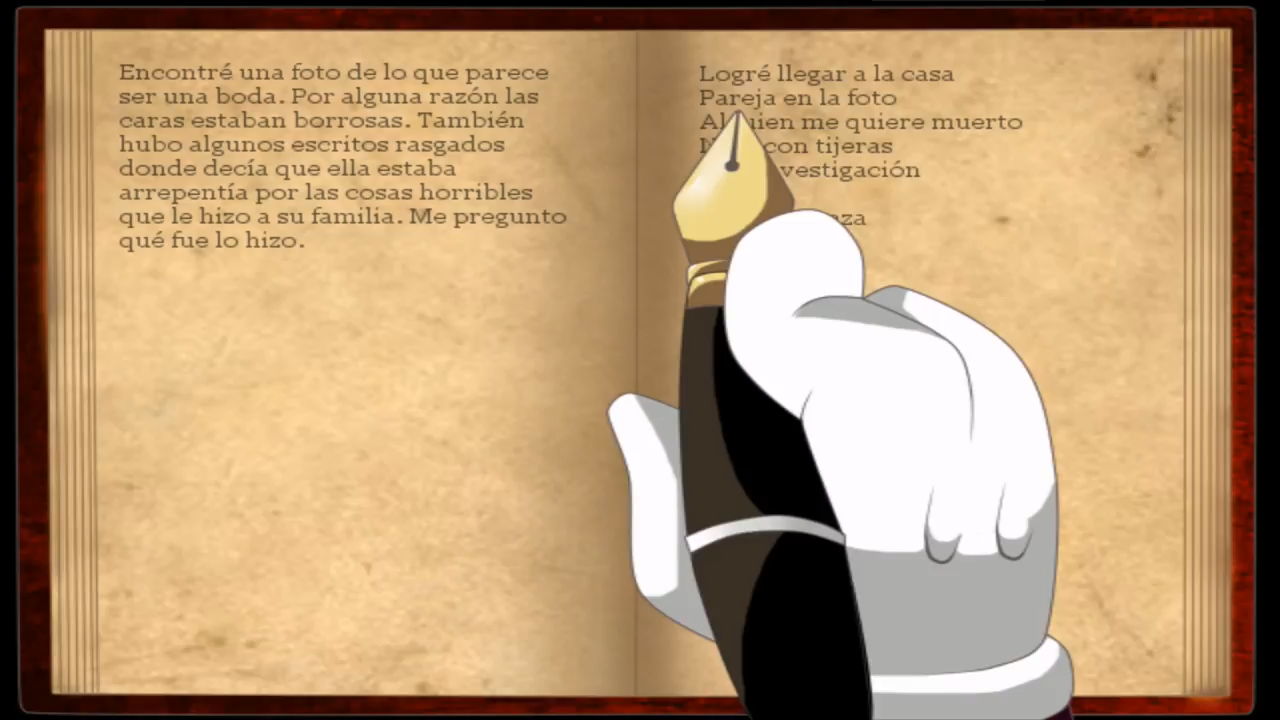 Encontré una foto de lo que parece
ser una boda. Por alguna razón las
caras estaban borrosas. También
hubo algunos escritos rasgados
donde decía que ella estaba
arrepentía por las cosas horribles
que le hizo a su familia. Me pregunto
qué fue lo hizo.
Logré llegar a la casa
Pareja en la foto
me quiere muerto
con tijeras